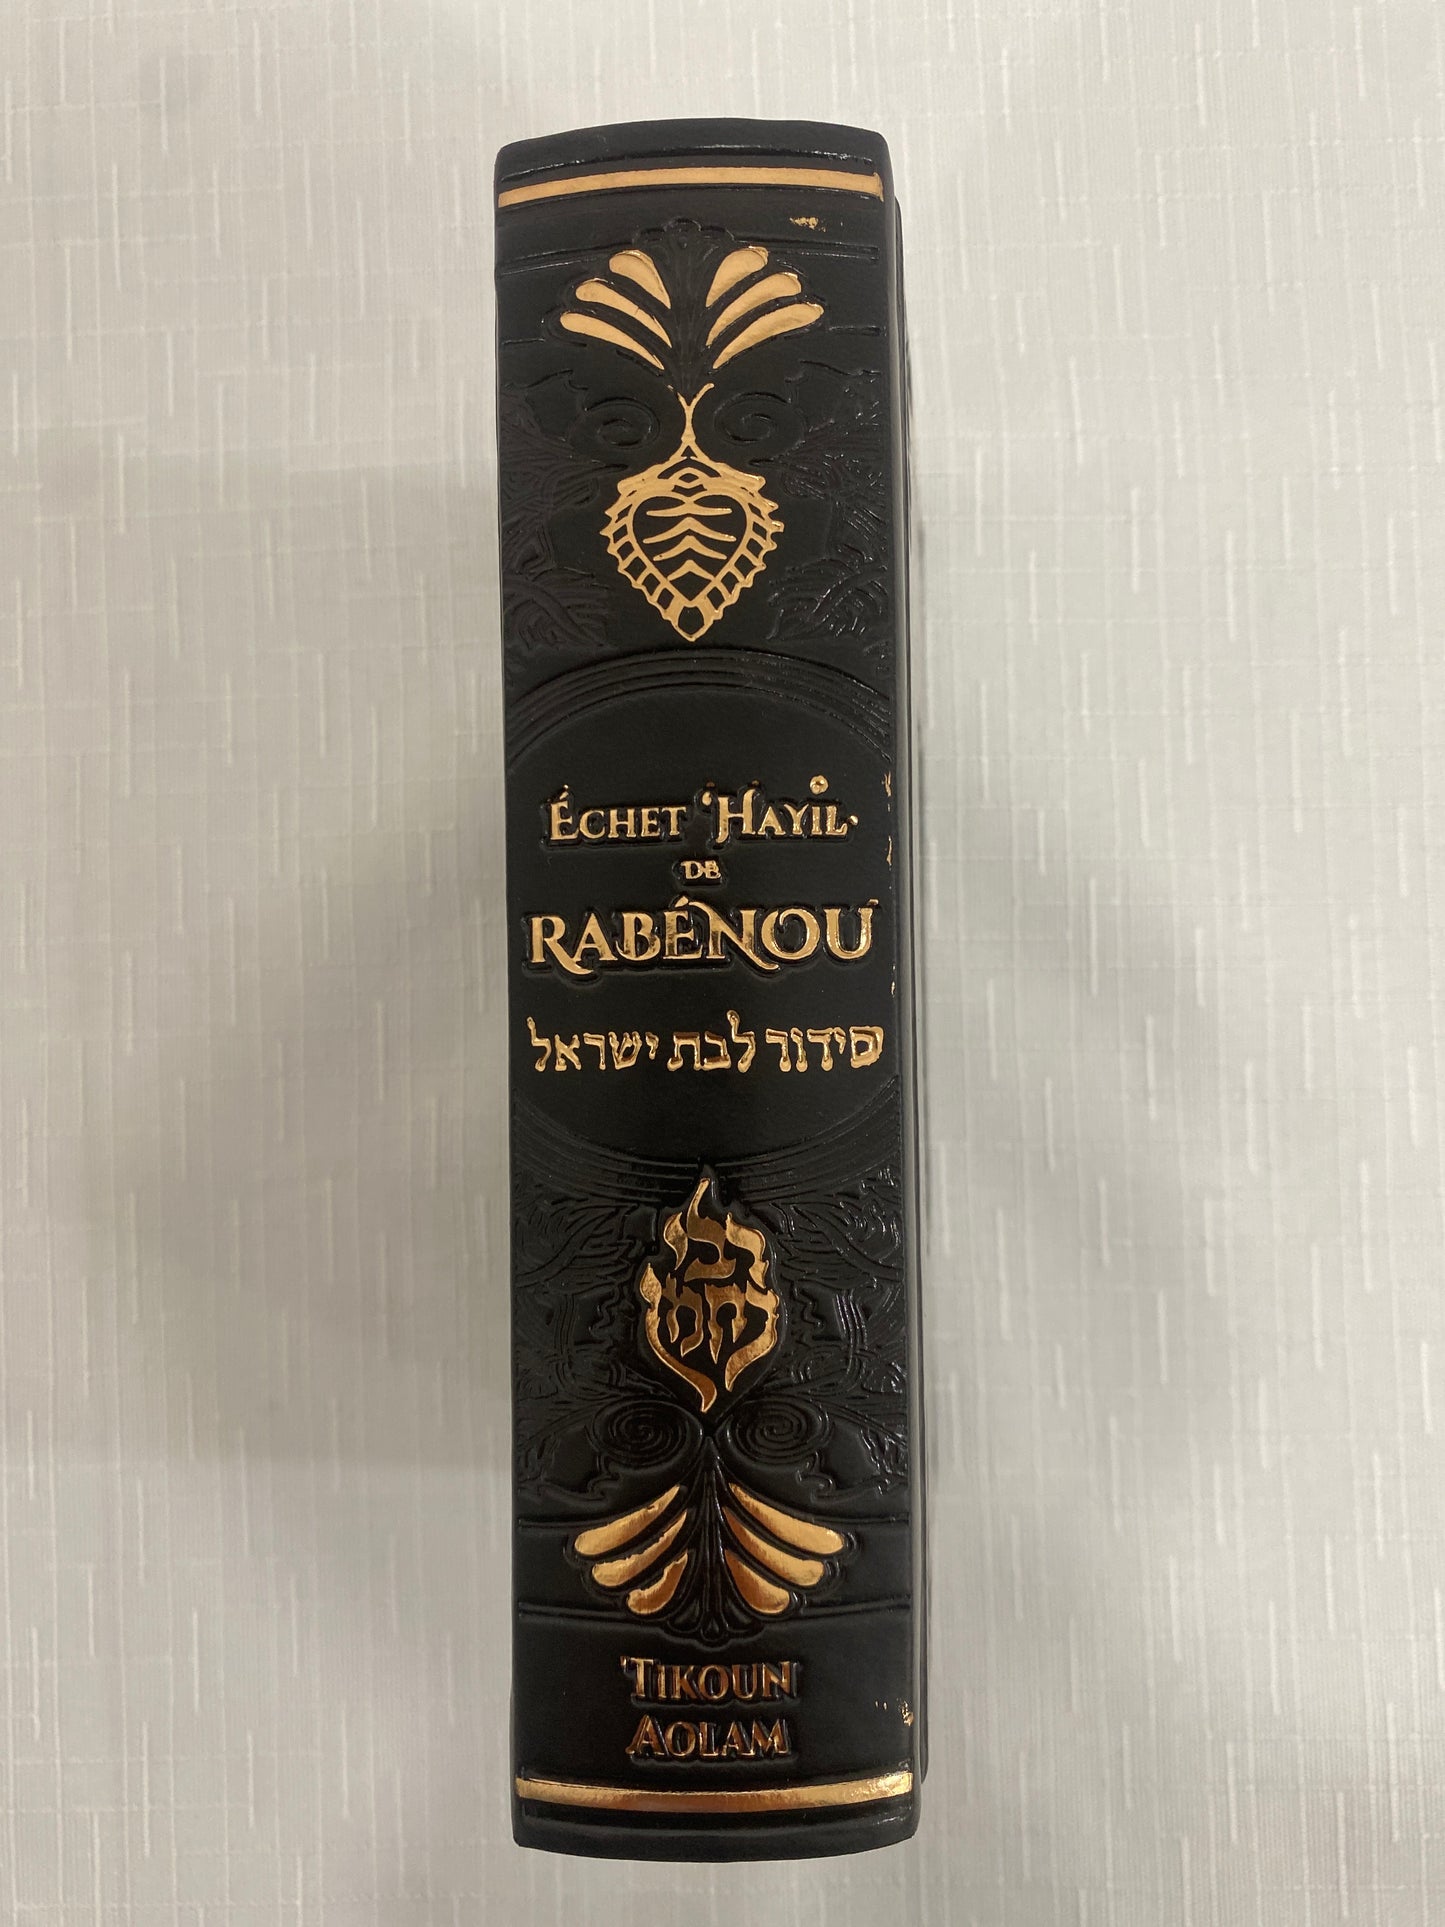 Échet 'Hayil
de
Rabénou
סידור לבת ישראל
Tikoun
Aolam